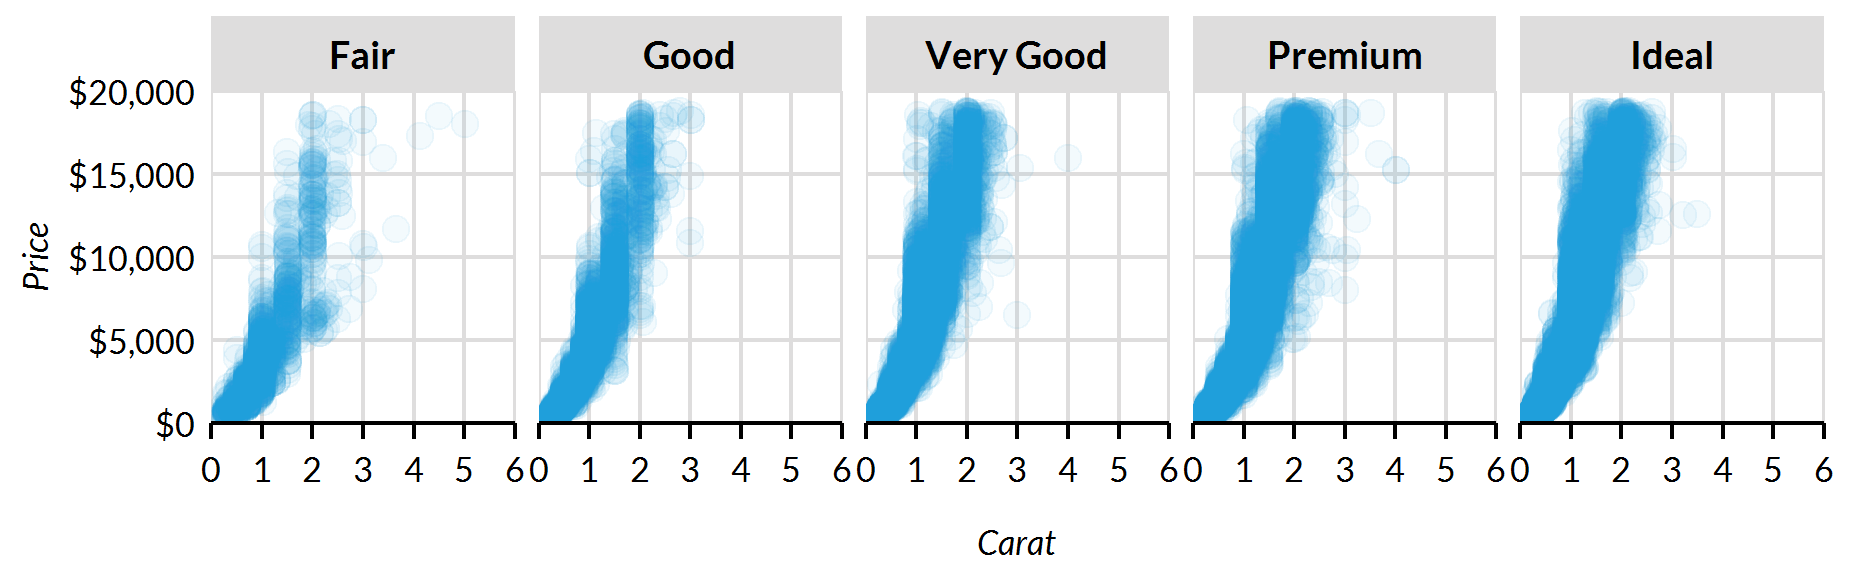 Fair Good Very Good Premium Ideal
$20,000
$15,000
$10,000
$5,000
$0
Price
0 1 2 3 4 5 6 0 1 2 3 4 5 6 0 1 2 3 4 5 6 0 1 2 3 4 5 6 0 1 2 3 4 5 6
Carat